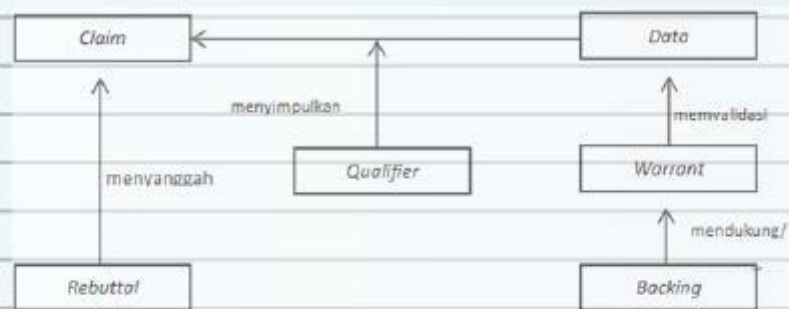 Claim
Data
menyimpulkan
memvalidasi
menyanggah
Qualifier
Warrant
mendukung/
Rebuttal
Backing